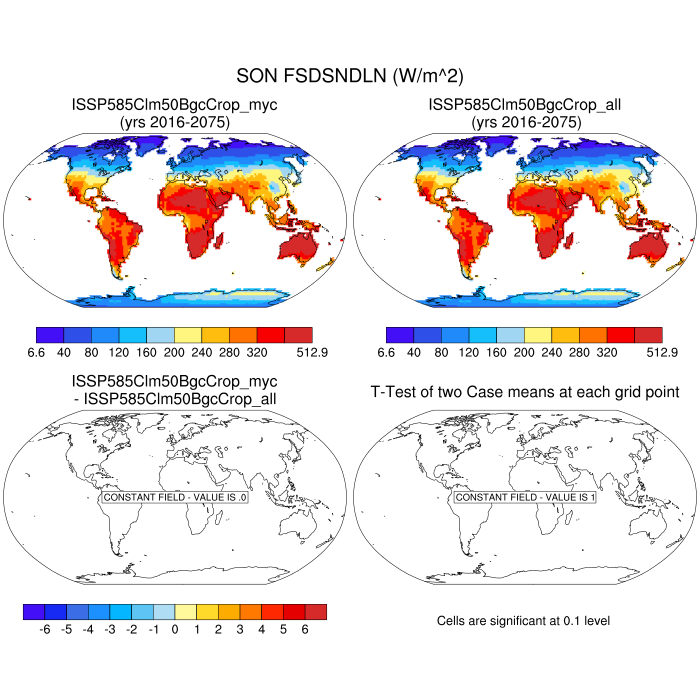 SON FSDSNDLN (W/m^2)
ISSP585Clm50BgcCrop_myc
(yrs 2016-2075)
ISSP585Clm50BgcCrop_all
(yrs 2016-2075)
6.6 40 80 120 160 200 240 280 320 512.9
6.6 40 80 120 160 200 240 280 320 512.9
ISSP585Clm50BgcCrop_myc
- ISSP585Clm50BgcCrop_all
T-Test of two Case means at each grid point
CONSTANT FIELD - VALUE IS .0
CONSTANT FIELD - VALUE IS 1
-6 -5 -4 -3 -2 -1 0 1 2 3 4 5 6
Cells are significant at 0.1 level